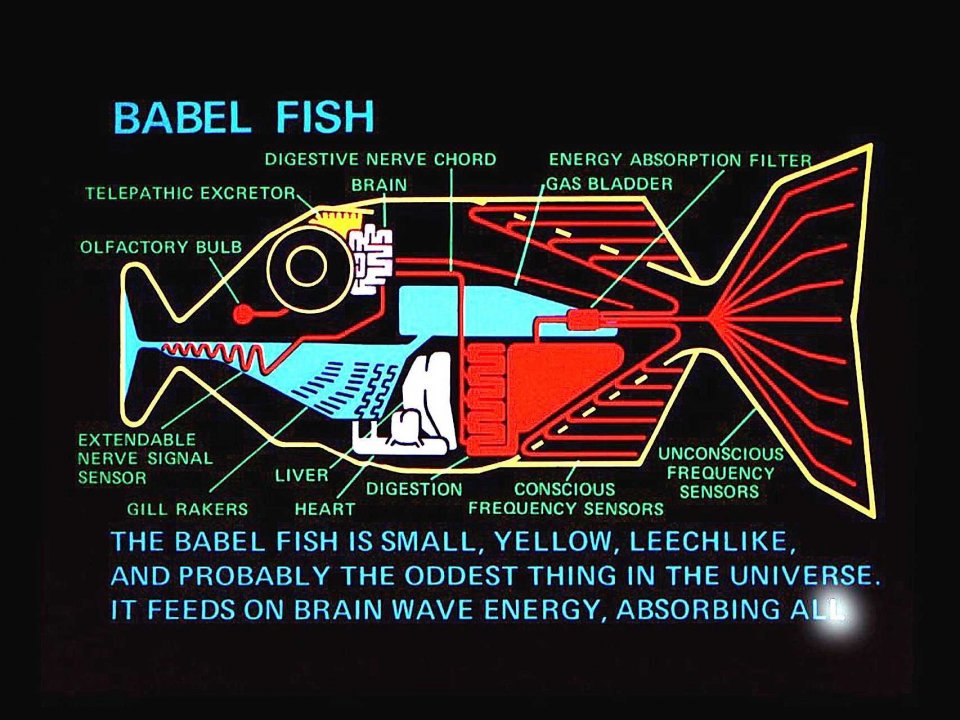 BABEL FISH
DIGESTIVE NERVE CHORD
ENERGY ABSORPTION FILTER
TELEPATHIC EXCRETOR
BRAIN
GAS BLADDER
OLFACTORY BULB
EXTENDABLE
NERVE SIGNAL
SENSOR
GILL RAKERS
LIVER
HEART
DIGESTION
CONSCIOUS
FREQUENCY SENSORS
UNCONSCIOUS
FREQUENCY
SENSORS
THE BABEL FISH IS SMALL, YELLOW, LEECHLIKE,
AND PROBABLY THE ODDEST THING IN THE UNIVERSE.
IT FEEDS ON BRAIN WAVE ENERGY, ABSORBING ALL